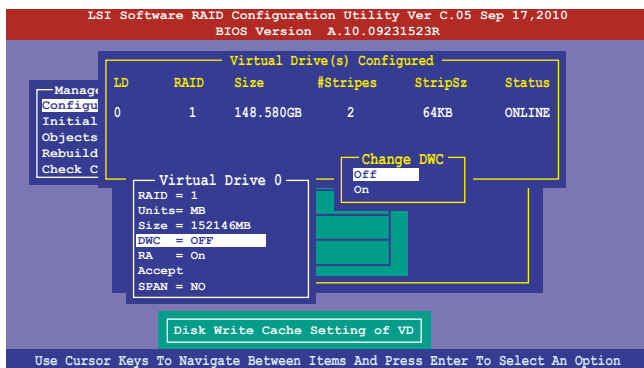 LSI Software RAID Configuration Utility Ver C.05 Sep 17,2010
BIOS Version A.10.09231523R
Virtual Drive(s) Configured
LD RAID Size #Stripes StripSz Status
0 1 148.580GB 2 64KB ONLINE
Manage
Configu
Initial
Objects
Rebuild
Check C
Change DWC
Off
On
Virtual Drive 0
RAID = 1
Units= MB
Size = 152146MB
DWC = OFF
RA = On
Accept
SPAN = NO
Disk Write Cache Setting of VD
Use Cursor Keys To Navigate Between Items And Press Enter To Select An Option